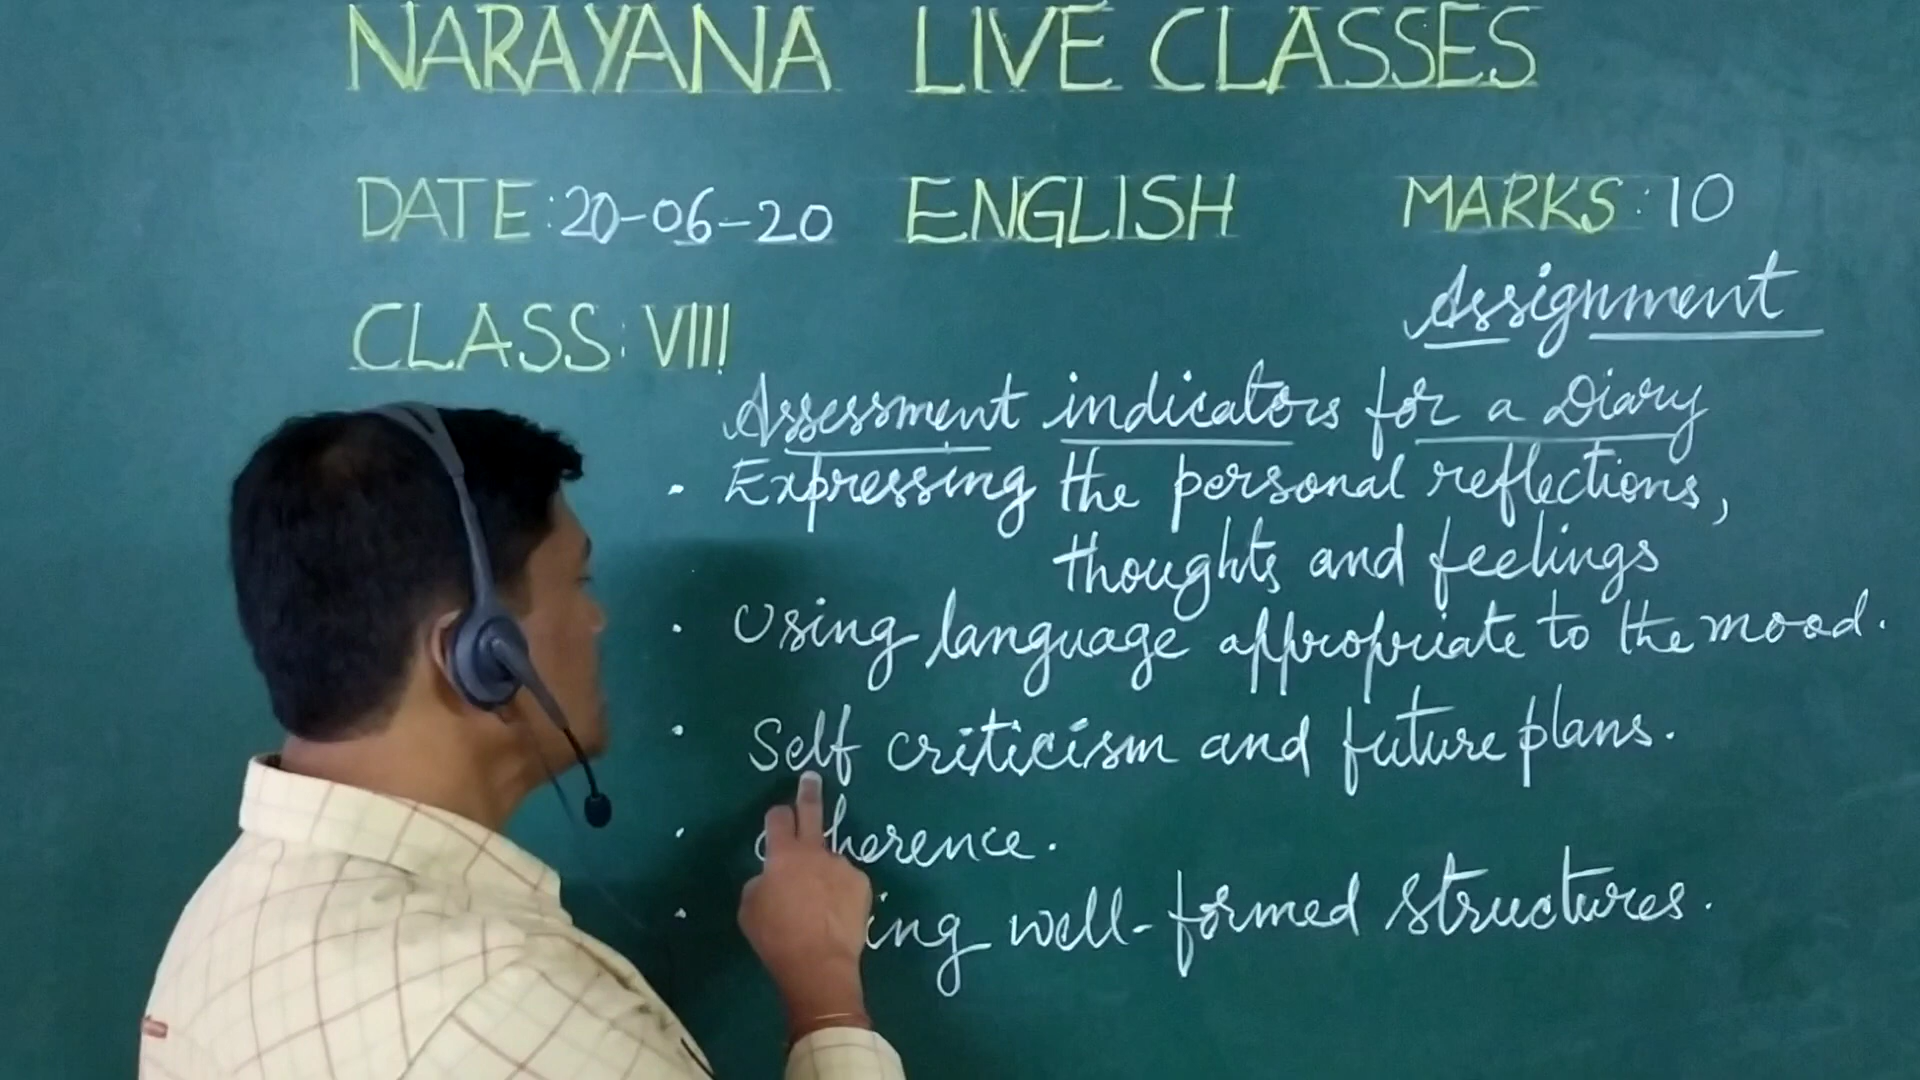 NARAYANA LIVE CLASSES
DATE: 20-06-20 ENGLISH MARKS: 10
Assignment
CLASS: VIII
Assessment indicators for a Diary
· Expressing the personal reflections,
thoughts and feelings
· Using language appropriate to the mood.
· Self criticism and future plans.
·
· well-formed structures.